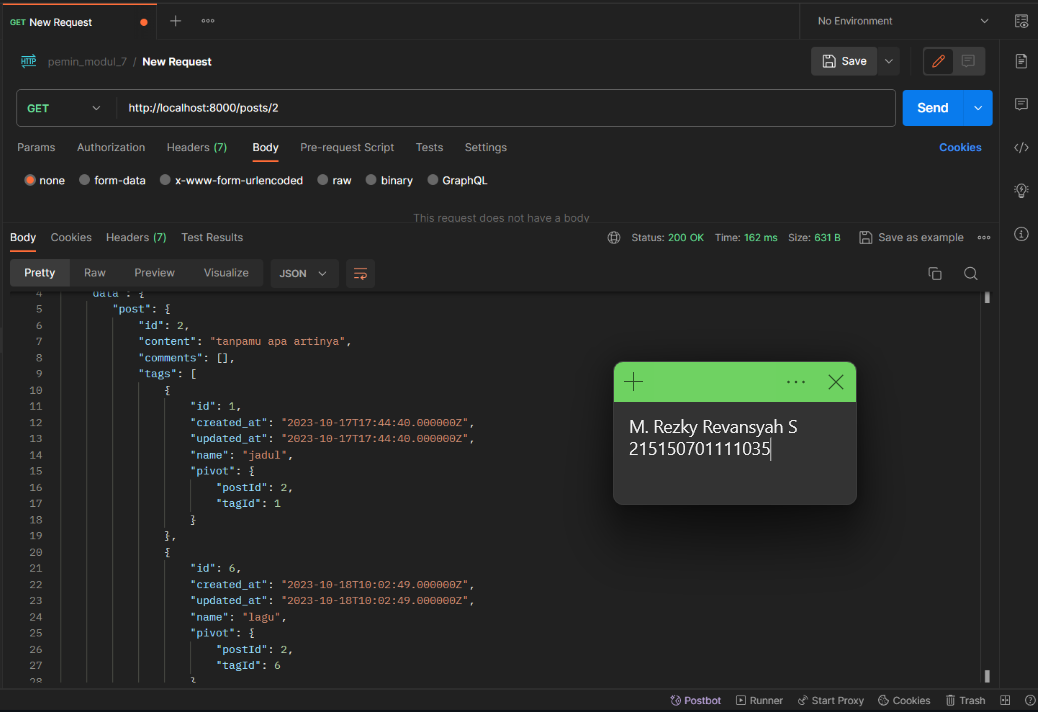 GET New Request
No Environment
HTTP pemin_modul_7 / New Request
Save
GET http://localhost:8000/posts/2
Send
Params Authorization Headers (7) Body Pre-request Script Tests Settings Cookies
none form-data x-www-form-urlencoded raw binary GraphQL
This request does not have a body
Body Cookies Headers (7) Test Results Status: 200 OK Time: 162 ms Size: 631 B Save as example
Pretty Raw Preview Visualize JSON
4 "data": {
5 "post": {
6 "id": 2,
7 "content": "tanpamu apa artinya",
8 "comments": [],
9 "tags": [
10 {
11 "id": 1,
12 "created_at": "2023-10-17T17:44:40.000000Z",
13 "updated_at": "2023-10-17T17:44:40.000000Z",
14 "name": "jadul",
15 "pivot": {
16 "postId": 2,
17 "tagId": 1
18 }
19 },
20 {
21 "id": 6,
22 "created_at": "2023-10-18T10:02:49.000000Z",
23 "updated_at": "2023-10-18T10:02:49.000000Z",
24 "name": "lagu",
25 "pivot": {
26 "postId": 2,
27 "tagId": 6
28 }
M. Rezky Revansyah S
215150701111035
Postbot Runner Start Proxy Cookies Trash